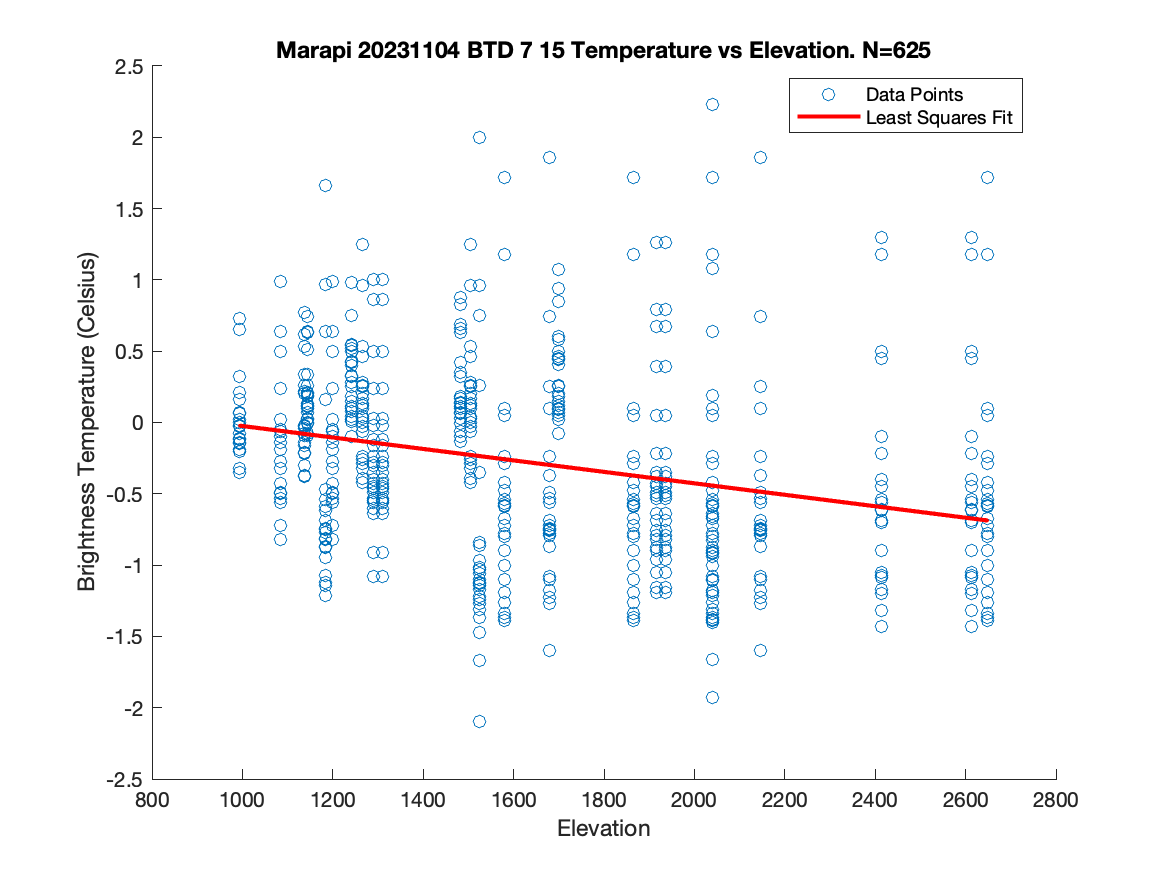 Marapi 20231104 BTD 7 15 Temperature vs Elevation. N=625
Data Points
Least Squares Fit
Brightness Temperature (Celsius)
2.5
2
1.5
1
0.5
0
-0.5
-1
-1.5
-2
-2.5
800 1000 1200 1400 1600 1800 2000 2200 2400 2600 2800
Elevation